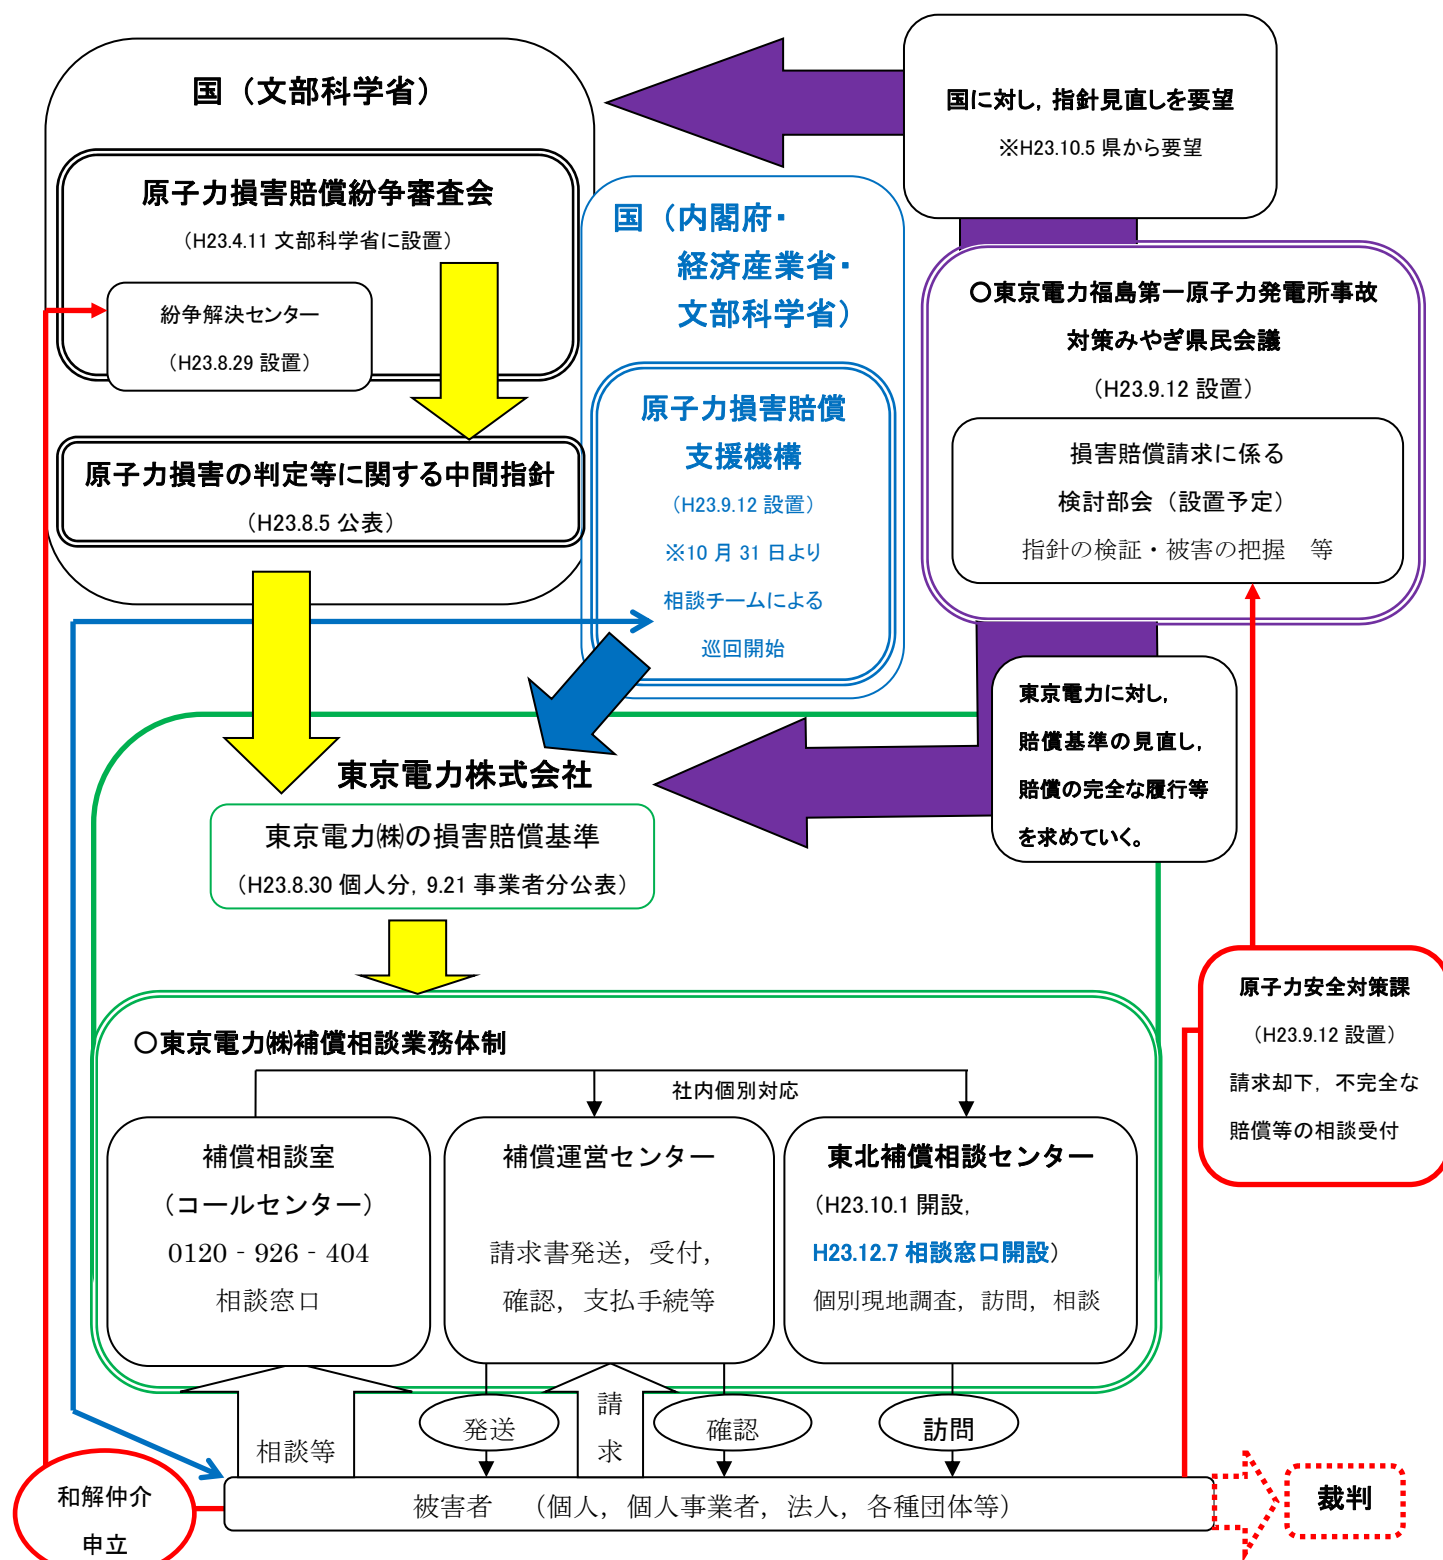 国（文部科学省）
原子力損害賠償紛争審査会
（H23.4.11 文部科学省に設置）
紛争解決センター
（H23.8.29 設置）
原子力損害の判定等に関する中間指針
（H23.8.5 公表）
国（内閣府・
経済産業省・
文部科学省）
原子力損害賠償
支援機構
（H23.9.12 設置）
※10 月 31 日より
相談チームによる
巡回開始
国に対し，指針見直しを要望
※H23.10.5 県から要望
○東京電力福島第一原子力発電所事故
対策みやぎ県民会議
（H23.9.12 設置）
損害賠償請求に係る
検討部会（設置予定）
指針の検証・被害の把握　等
東京電力に対し，
賠償基準の見直し，
賠償の完全な履行等
を求めていく。
東京電力株式会社
東京電力㈱の損害賠償基準
（H23.8.30 個人分，9.21 事業者分公表）
○東京電力㈱補償相談業務体制
社内個別対応
補償相談室
（コールセンター）
0120‐926‐404
相談窓口
補償運営センター
請求書発送，受付，
確認，支払手続等
東北補償相談センター
（H23.10.1 開設，
H23.12.7 相談窓口開設）
個別現地調査，訪問，相談
原子力安全対策課
（H23.9.12 設置）
請求却下，不完全な
賠償等の相談受付
相談等
発送
請
求
確認
訪問
和解仲介
申立
被害者　（個人，個人事業者，法人，各種団体等）
裁判